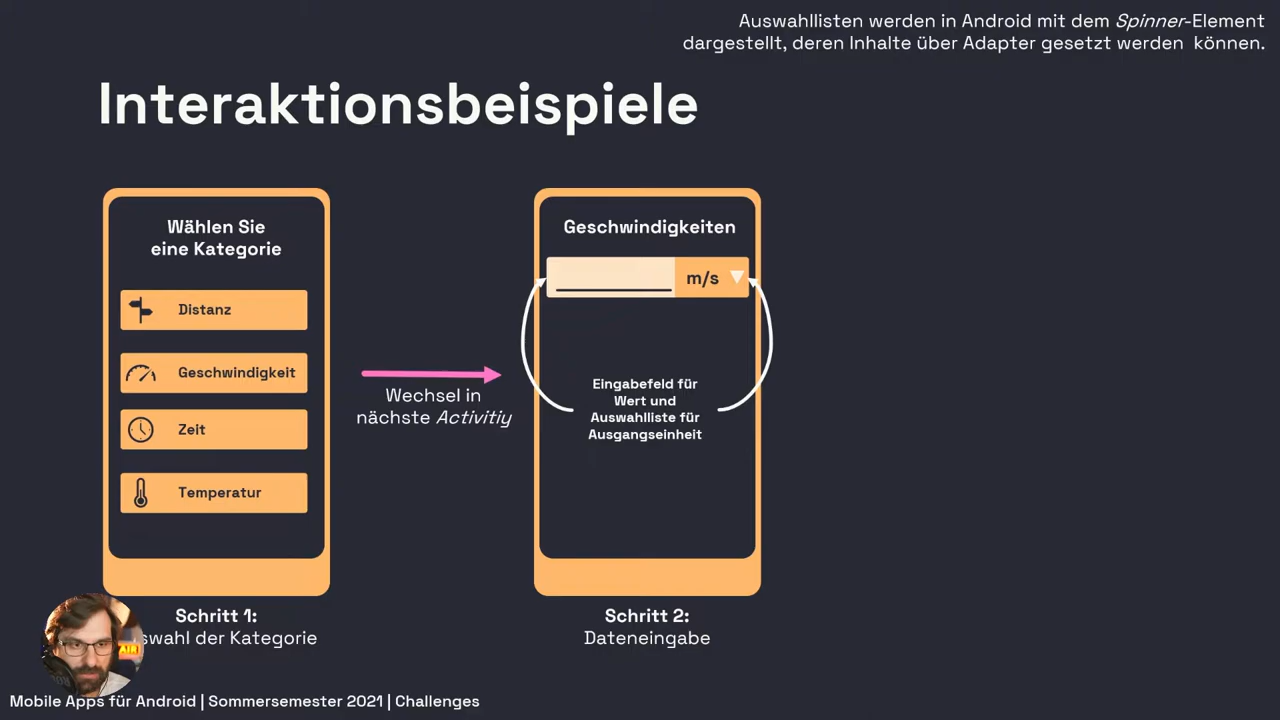 Auswahllisten werden in Android mit dem Spinner-Element
dargestellt, deren Inhalte über Adapter gesetzt werden können.
Interaktionsbeispiele
Wählen Sie
eine Kategorie
Distanz
Geschwindigkeit
Zeit
Temperatur
Schritt 1:
swahl der Kategorie
Wechsel in
nächste Activitiy
Geschwindigkeiten
m/s
Eingabefeld für
Wert und
Auswahlliste für
Ausgangseinheit
Schritt 2:
Dateneingabe
AIR!
Mobile Apps für Android | Sommersemester 2021 | Challenges